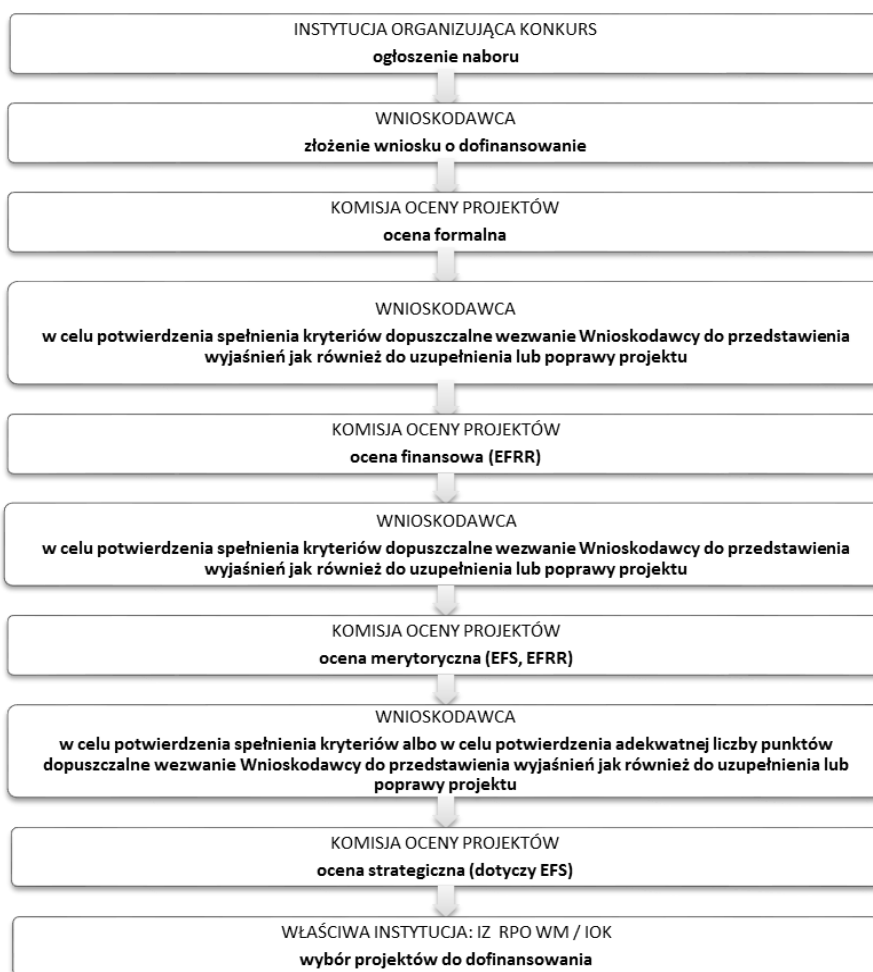 INSTYTUCJA ORGANIZUJĄCA KONKURS
ogłoszenie naboru
WNIOSKODAWCA
złożenie wniosku o dofinansowanie
KOMISJA OCENY PROJEKTÓW
ocena formalna
WNIOSKODAWCA
w celu potwierdzenia spełnienia kryteriów dopuszczalne wezwanie Wnioskodawcy do przedstawienia
wyjaśnień jak również do uzupełnienia lub poprawy projektu
KOMISJA OCENY PROJEKTÓW
ocena finansowa (EFRR)
WNIOSKODAWCA
w celu potwierdzenia spełnienia kryteriów dopuszczalne wezwanie Wnioskodawcy do przedstawienia
wyjaśnień jak również do uzupełnienia lub poprawy projektu
KOMISJA OCENY PROJEKTÓW
ocena merytoryczna (EFS, EFRR)
WNIOSKODAWCA
w celu potwierdzenia spełnienia kryteriów albo w celu potwierdzenia adekwatnej liczby punktów
dopuszczalne wezwanie Wnioskodawcy do przedstawienia wyjaśnień jak również do uzupełnienia lub
poprawy projektu
KOMISJA OCENY PROJEKTÓW
ocena strategiczna (dotyczy EFS)
WŁAŚCIWA INSTYTUCJA: IZ RPO WM / IOK
wybór projektów do dofinansowania